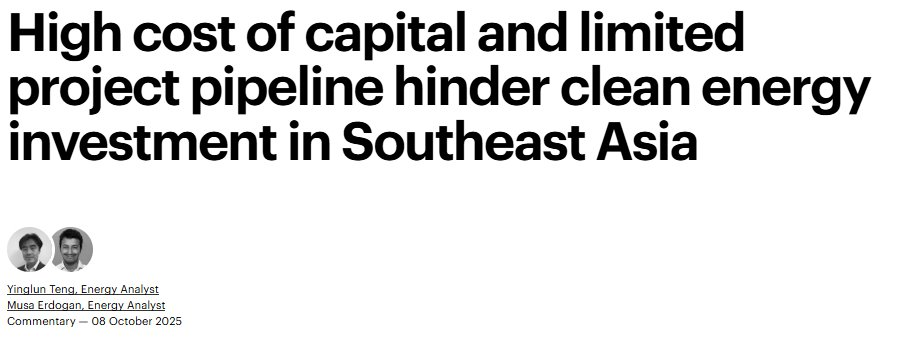 High cost of capital and limited
project pipeline hinder clean energy
investment in Southeast Asia
Yinglun Teng, Energy Analyst
Musa Erdogan, Energy Analyst
Commentary — 08 October 2025